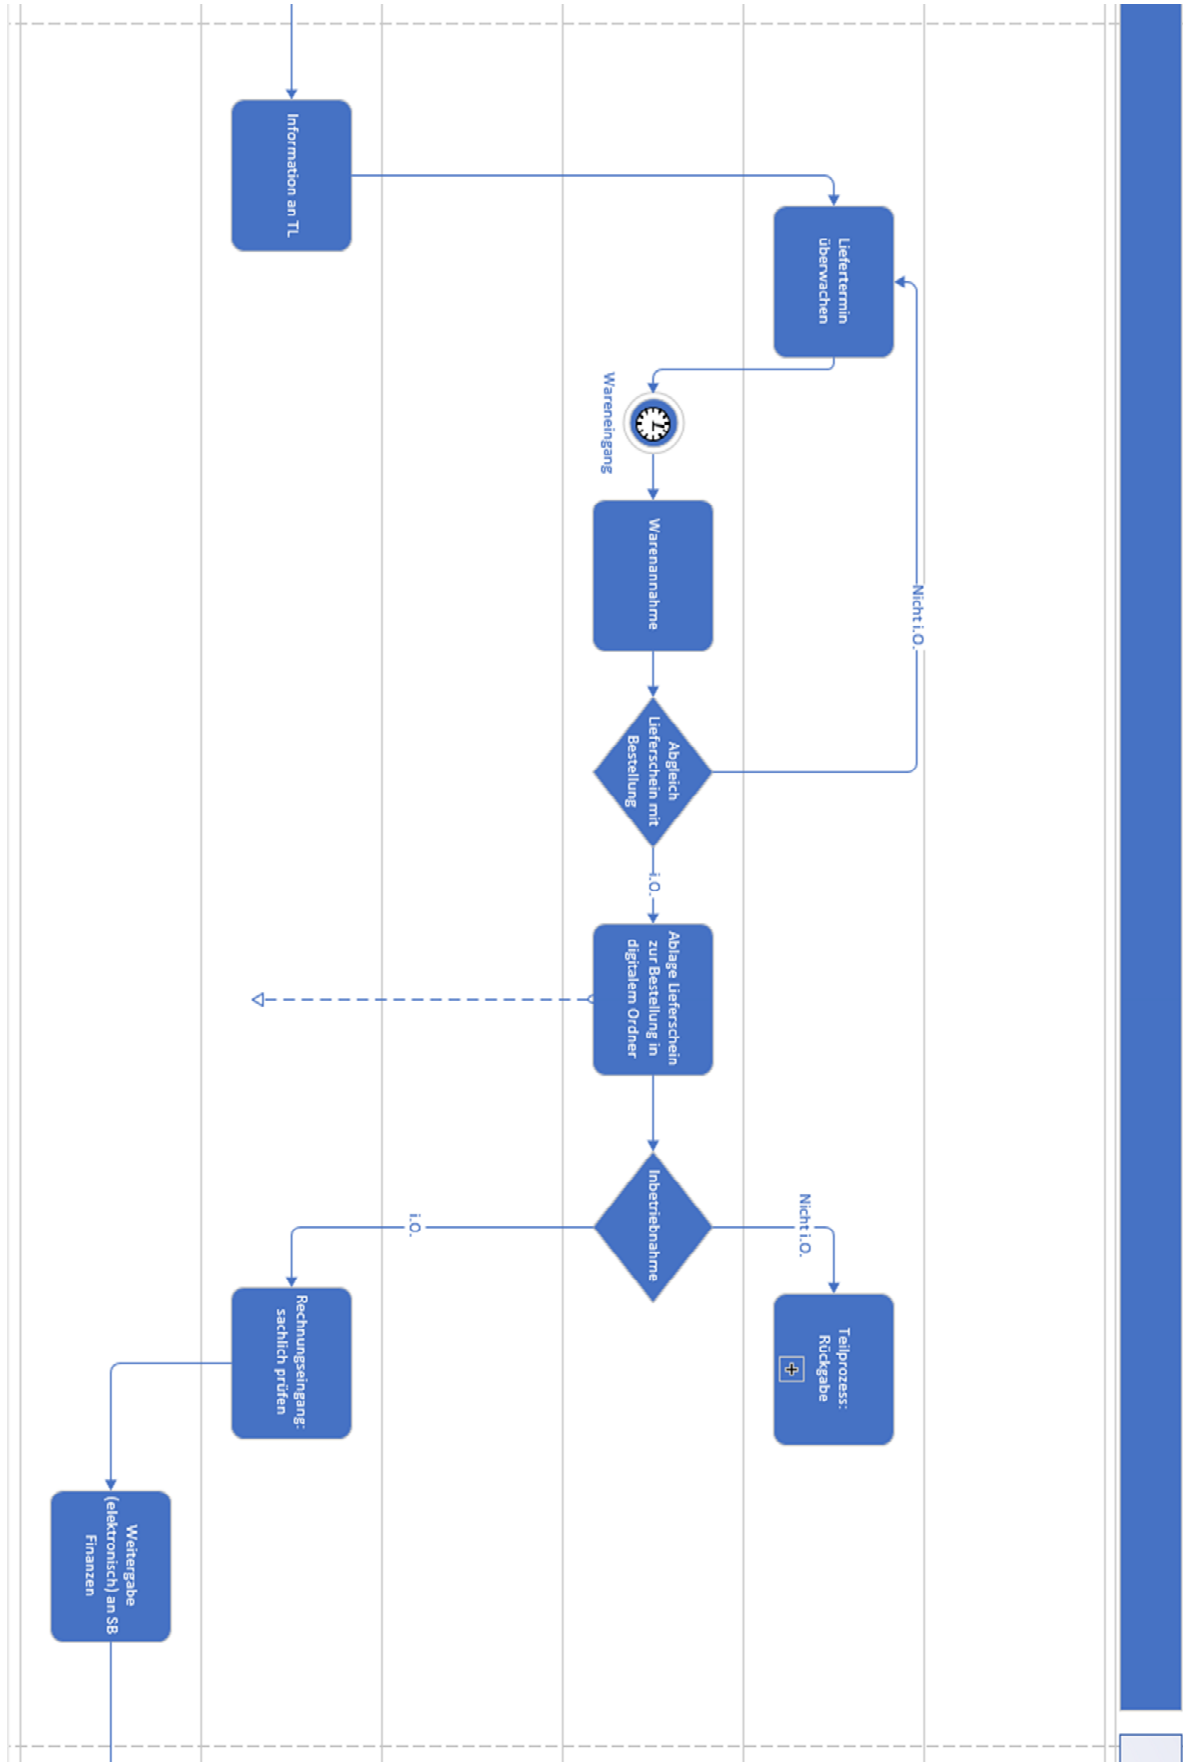 Information an TL
Liefertermin
überwachen
Wareneingang
Warenannahme
Nicht i.O.
Abgleich
Lieferschein mit
Bestellung
i.O.
Ablage Lieferschein
zur Bestellung in
digitalem Ordner
Inbetriebnahme
Nicht i.O.
i.O.
Teilprozess:
Rückgabe
Rechnungseingang:
sachlich prüfen
Weitergabe
(elektronisch) an SB
Finanzen